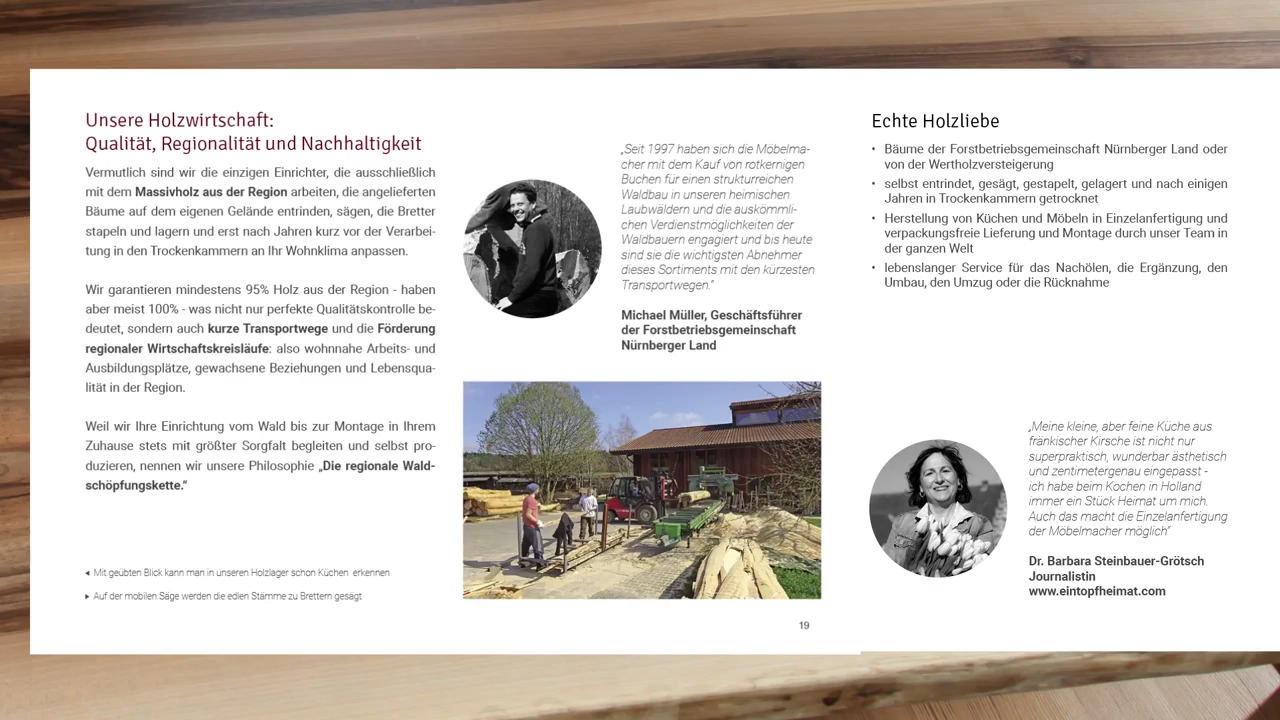 Unsere Holzwirtschaft:
Qualität, Regionalität und Nachhaltigkeit
Vermutlich sind wir die einzigen Einrichter, die ausschließlich
mit dem Massivholz aus der Region arbeiten, die angelieferten
Bäume auf dem eigenen Gelände entrinden, sägen, die Bretter
stapeln und lagern und erst nach Jahren kurz vor der Verarbei-
tung in den Trockenkammern an Ihr Wohnklima anpassen.
Wir garantieren mindestens 95% Holz aus der Region - haben
aber meist 100% - was nicht nur perfekte Qualitätskontrolle be-
deutet, sondern auch kurze Transportwege und die Förderung
regionaler Wirtschaftskreisläufe: also wohnnahe Arbeits- und
Ausbildungsplätze, gewachsene Beziehungen und Lebensqua-
lität in der Region.
Weil wir Ihre Einrichtung vom Wald bis zur Montage in Ihrem
Zuhause stets mit größter Sorgfalt begleiten und selbst pro-
duzieren, nennen wir unsere Philosophie „Die regionale Wald-
schöpfungskette.“
◂ Mit geübten Blick kann man in unseren Holzlager schon Küchen erkennen
▸ Auf der mobilen Säge werden die edlen Stämme zu Brettern gesägt
„Seit 1997 haben sich die Möbelma-
cher mit dem Kauf von rotkernigen
Buchen für einen strukturreichen
Waldbau in unseren heimischen
Laubwäldern und die auskömmli-
chen Verdienstmöglichkeiten der
Waldbauern engagiert und bis heute
sind sie die wichtigsten Abnehmer
dieses Sortiments mit den kürzesten
Transportwegen.“
Michael Müller, Geschäftsführer
der Forstbetriebsgemeinschaft
Nürnberger Land
19
Echte Holzliebe
• Bäume der Forstbetriebsgemeinschaft Nürnberger Land oder
von der Wertholzversteigerung
• selbst entrindet, gesägt, gestapelt, gelagert und nach einigen
Jahren in Trockenkammern getrocknet
• Herstellung von Küchen und Möbeln in Einzelanfertigung und
verpackungsfreie Lieferung und Montage durch unser Team in
der ganzen Welt
• lebenslanger Service für das Nachölen, die Ergänzung, den
Umbau, den Umzug oder die Rücknahme
„Meine kleine, aber feine Küche aus
fränkischer Kirsche ist nicht nur
superpraktisch, wunderbar ästhetisch
und zentimetergenau eingepasst -
ich habe beim Kochen in Holland
immer ein Stück Heimat um mich.
Auch das macht die Einzelanfertigung
der Möbelmacher möglich“
Dr. Barbara Steinbauer-Grötsch
Journalistin
www.eintopfheimat.com